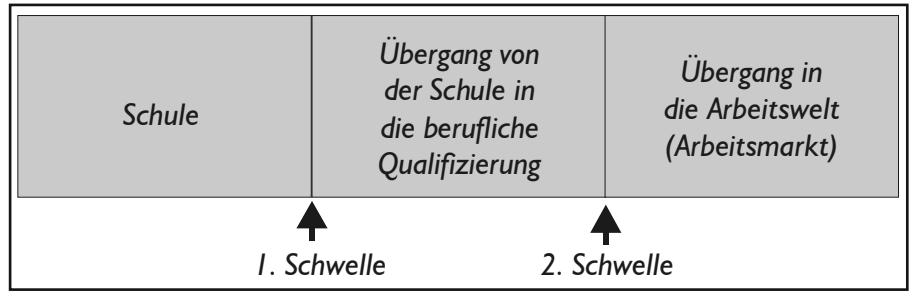 Schule
Übergang von
der Schule in
die berufliche
Qualifizierung
Übergang in
die Arbeitswelt
(Arbeitsmarkt)
1. Schwelle
2. Schwelle